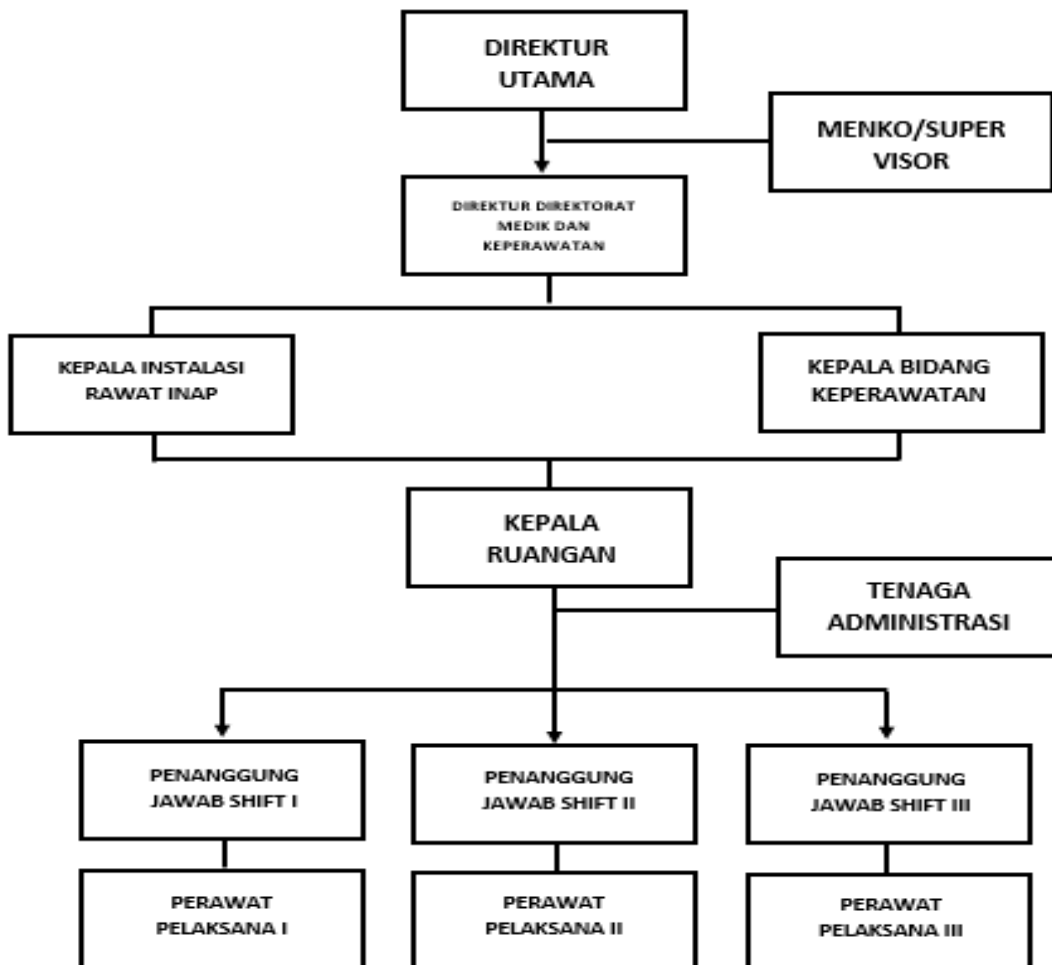 DIREKTUR
UTAMA
MENKO/SUPER
VISOR
DIREKTUR DIREKTORAT
MEDIK DAN
KEPERAWATAN
KEPALA INSTALASI
RAWAT INAP
KEPALA BIDANG
KEPERAWATAN
KEPALA
RUANGAN
TENAGA
ADMINISTRASI
PENANGGUNG
JAWAB SHIFT I
PENANGGUNG
JAWAB SHIFT II
PENANGGUNG
JAWAB SHIFT III
PERAWAT
PELAKSANA I
PERAWAT
PELAKSANA II
PERAWAT
PELAKSANA III